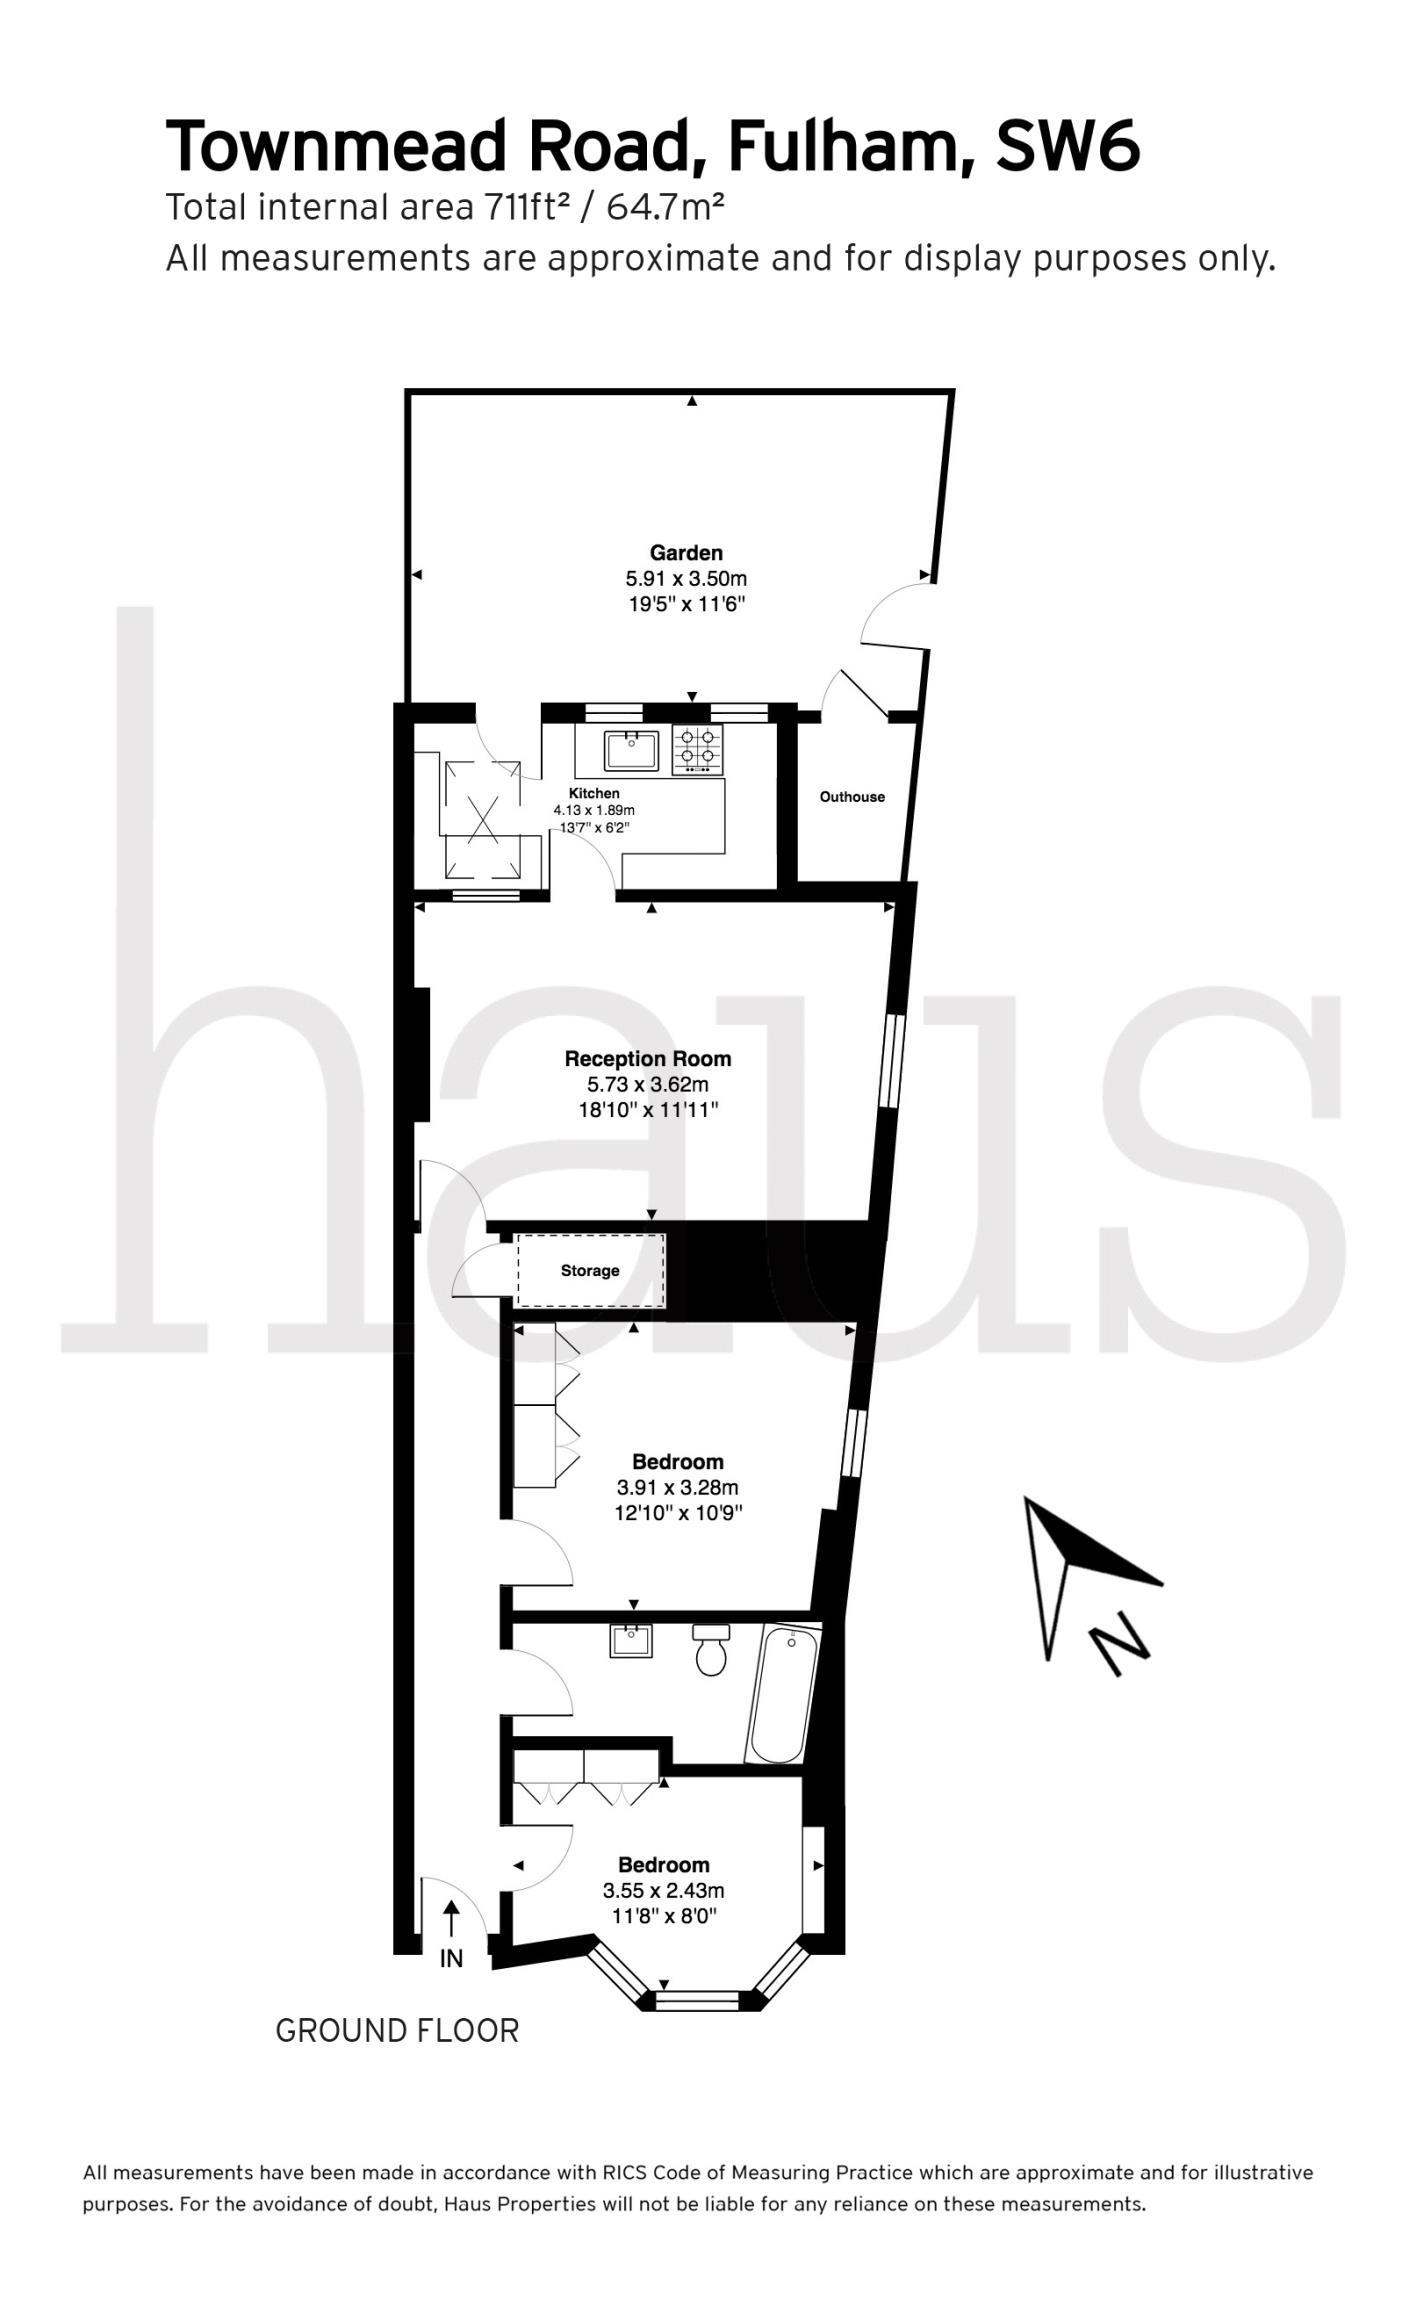 Townmead Road, Fulham, SW6
Total internal area 711ft² / 64.7m²
All measurements are approximate and for display purposes only.
Garden
5.91 x 3.50m
19'5" x 11'6"
Kitchen
4.13 x 1.89m
13'7" x 6'2"
Outhouse
haus
Reception Room
5.73 x 3.62m
18'10" x 11'11"
Storage
Bedroom
3.91 x 3.28m
12'10" x 10'9"
N
Bedroom
3.55 x 2.43m
11'8" x 8'0"
IN
GROUND FLOOR
All measurements have been made in accordance with RICS Code of Measuring Practice which are approximate and for illustrative
purposes. For the avoidance of doubt, Haus Properties will not be liable for any reliance on these measurements.